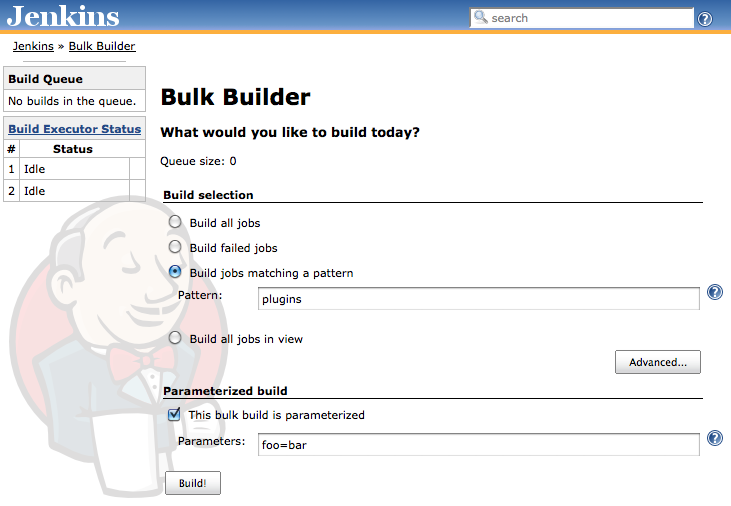 Jenkins
search
Jenkins » Bulk Builder
Build Queue
No builds in the queue.
Build Executor Status
# Status
1 Idle
2 Idle
Bulk Builder
What would you like to build today?
Queue size: 0
Build selection
Build all jobs
Build failed jobs
Build jobs matching a pattern
Pattern: plugins
Build all jobs in view
Advanced...
Parameterized build
This bulk build is parameterized
Parameters: foo=bar
Build!